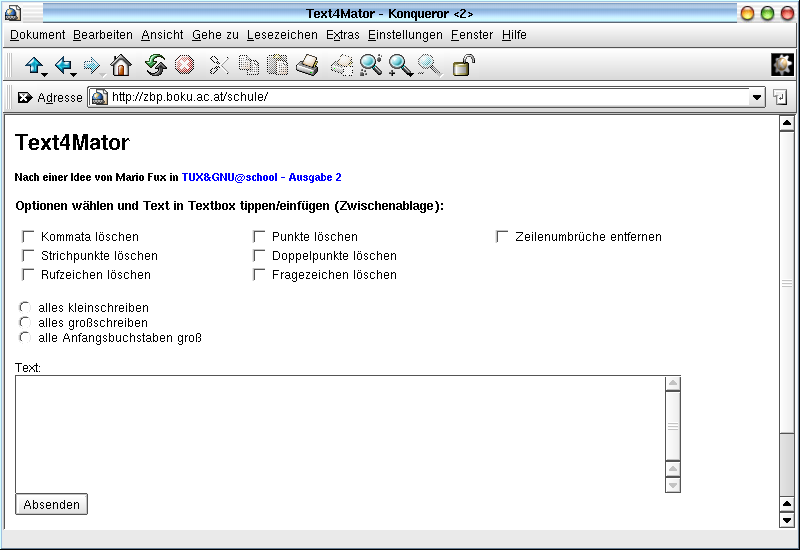 Text4Mator - Konqueror <2>
Dokument Bearbeiten Ansicht Gehe zu Lesezeichen Extras Einstellungen Fenster Hilfe
Adresse http://zbp.boku.ac.at/schule/
Text4Mator
Nach einer Idee von Mario Fux in TUX&GNU@school - Ausgabe 2
Optionen wählen und Text in Textbox tippen/einfügen (Zwischenablage):
Kommata löschen Punkte löschen Zeilenumbrüche entfernen
Strichpunkte löschen Doppelpunkte löschen
Rufzeichen löschen Fragezeichen löschen
alles kleinschreiben
alles großschreiben
alle Anfangsbuchstaben groß
Text:
Absenden